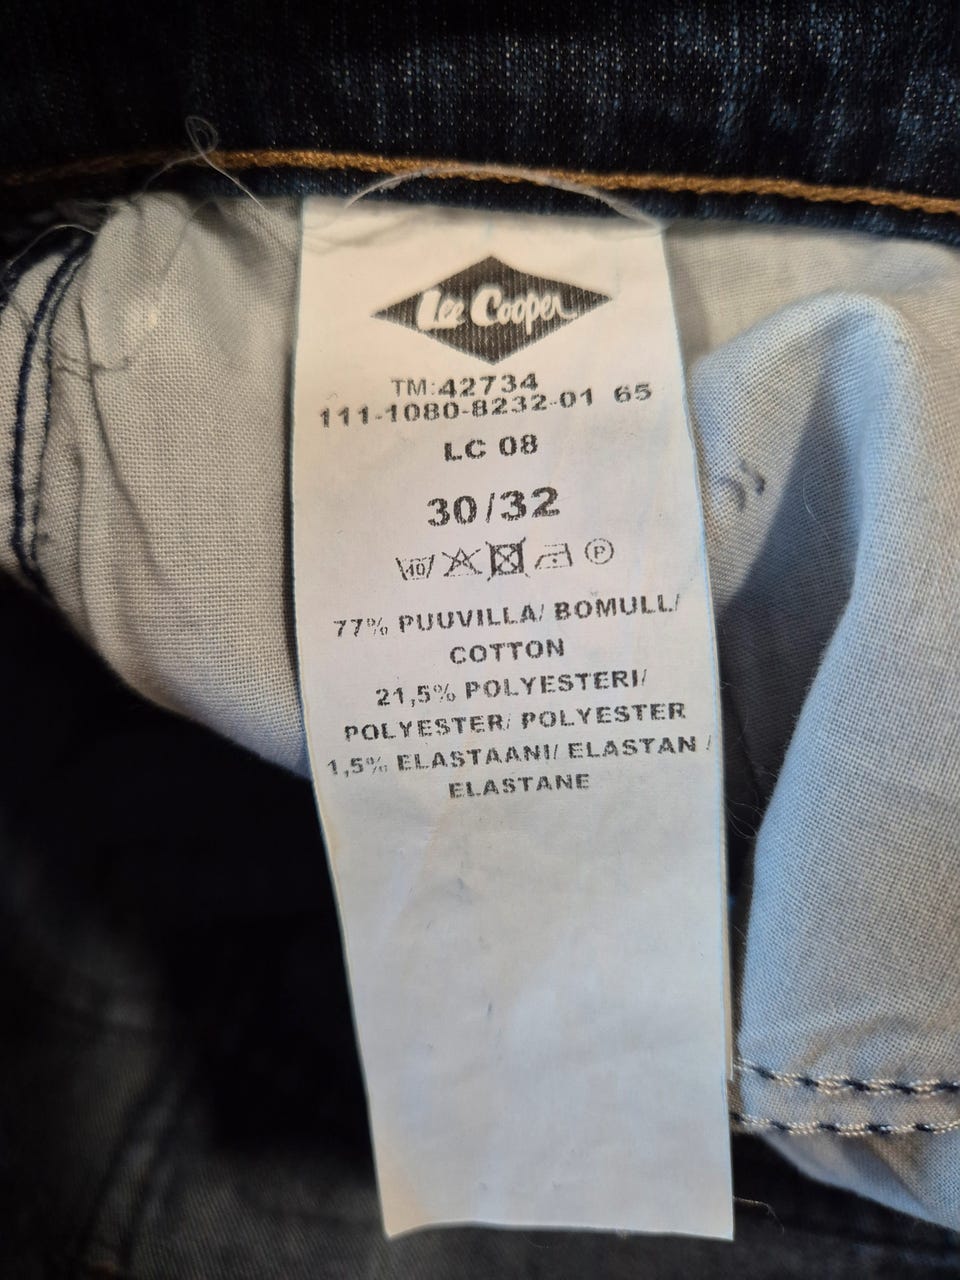 Lee Cooper
TM:42734
111-1080-8232-01 65
LC 08
30/32
40 P
77% PUUVILLA/ BOMULL/
COTTON
21,5% POLYESTERI/
POLYESTER/ POLYESTER
1,5% ELASTAANI/ ELASTAN /
ELASTANE